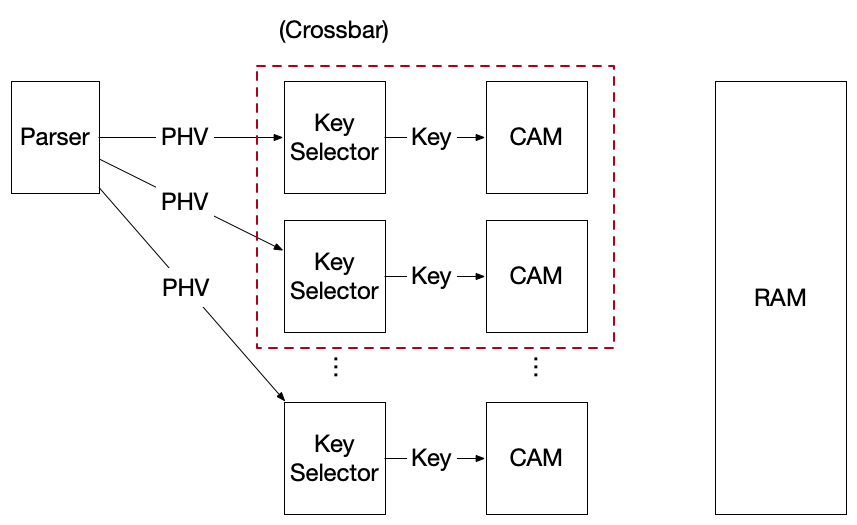 (Crossbar)
Parser
PHV
Key
Selector
Key
CAM
PHV
Key
Selector
Key
CAM
PHV
RAM
⋮
⋮
Key
Selector
Key
CAM